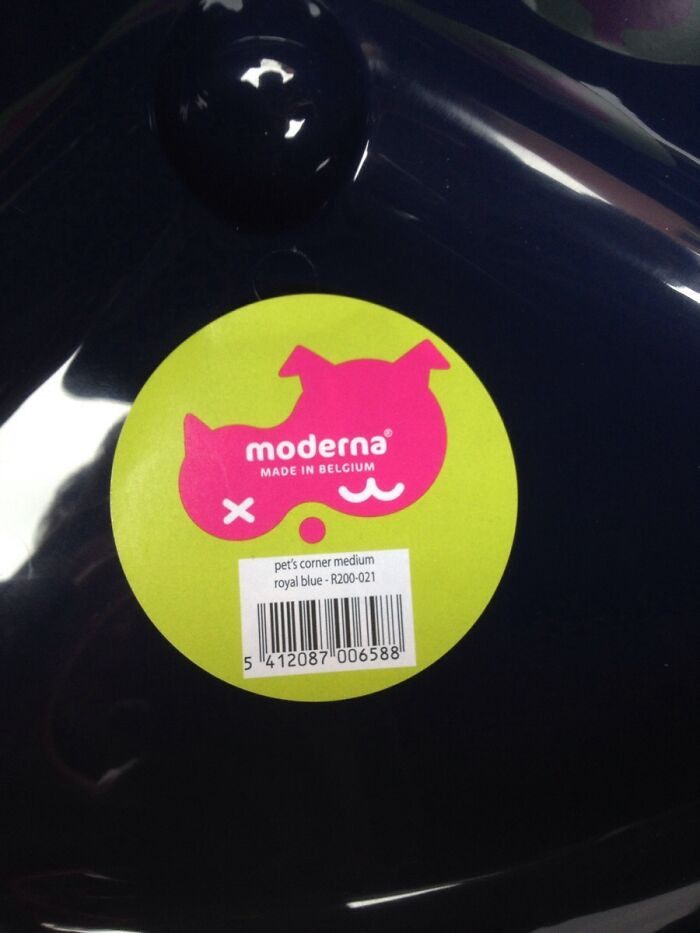 moderna®
MADE IN BELGIUM
pet's corner medium
royal blue - R200-021
5 412087 006588